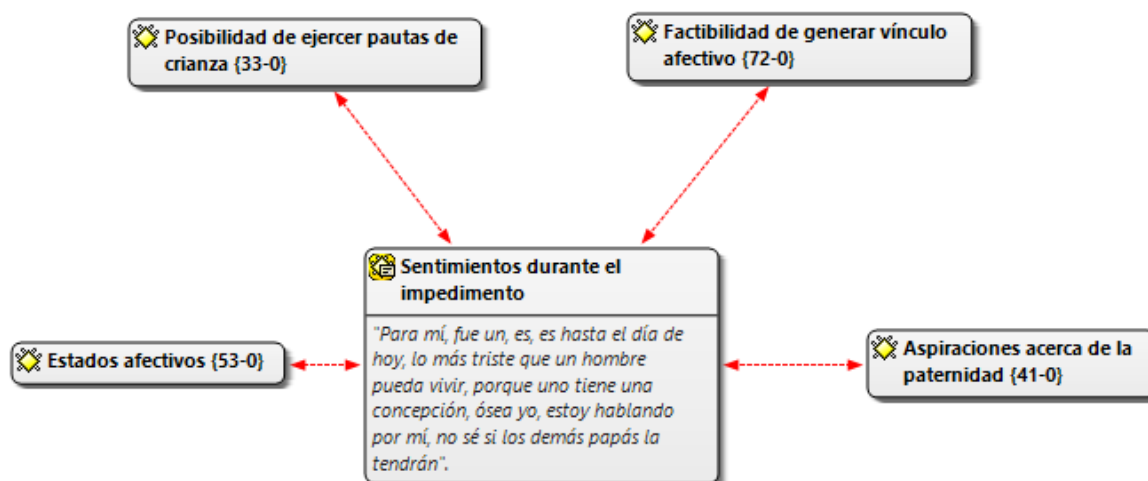 Posibilidad de ejercer pautas de
crianza {33-0}
Factibilidad de generar vínculo
afectivo {72-0}
Sentimientos durante el
impedimento
"Para mí, fue un, es, es hasta el día de
hoy, lo más triste que un hombre
pueda vivir, porque uno tiene una
concepción, ósea yo, estoy hablando
por mí, no sé si los demás papás la
tendrán".
Estados afectivos {53-0}
Aspiraciones acerca de la
paternidad {41-0}